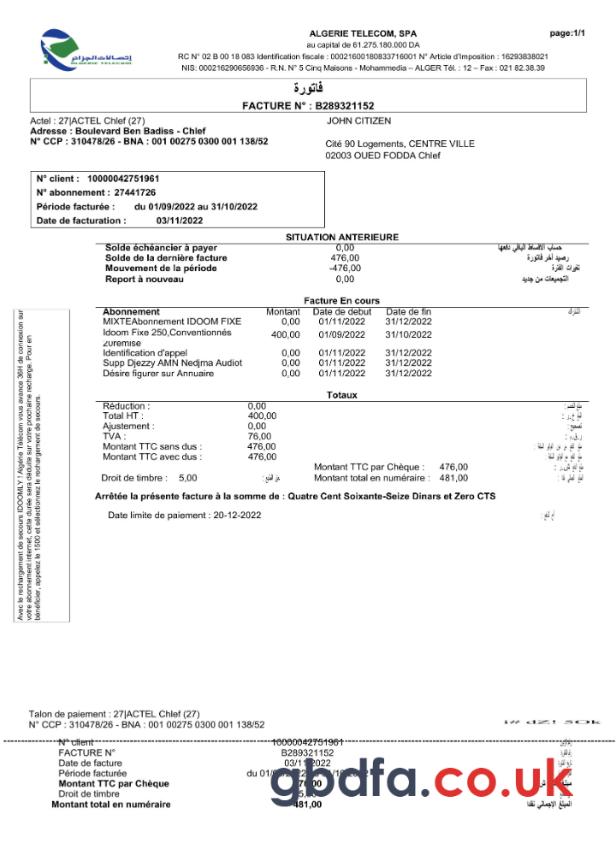 اتصالات الجزائر
ALGERIE TELECOM
ALGERIE TELECOM, SPA
page:1/1
au capital de 61.275.180.000 DA
RC N° 02 B 00 18 083 Identification fiscale : 00021600180833716001 N° Article d'Imposition : 16293838021
NIS: 000216290656936 - R.N. N° 5 Cinq Maisons - Mohammedia – ALGER Tél. : 12 – Fax : 021 82.38.39
فاتورة
FACTURE N° : B289321152
Actel : 27|ACTEL Chlef (27)
JOHN CITIZEN
Adresse : Boulevard Ben Badiss - Chlef
N° CCP : 310478/26 - BNA : 001 00275 0300 001 138/52
Cité 90 Logements, CENTRE VILLE
02003 OUED FODDA Chlef
N° client : 10000042751961
N° abonnement : 27441726
Période facturée : du 01/09/2022 au 31/10/2022
Date de facturation : 03/11/2022
SITUATION ANTERIEURE
Solde échéancier à payer 0,00 حساب الأقساط الباقي دفعها
Solde de la dernière facture 476,00 رصيد آخر فاتورة
Mouvement de la période -476,00 تغيرات الفترة
Report à nouveau 0,00 التجميعات من جديد
Facture En cours
Abonnement Montant Date de debut Date de fin
MIXTEAbonnement IDOOM FIXE 0,00 01/11/2022 31/12/2022
Idoom Fixe 250,Conventionnés 400,00 01/09/2022 31/10/2022
zuremise
Identification d'appel 0,00 01/11/2022 31/12/2022
Supp Djezzy AMN Nedjma Audiot 0,00 01/11/2022 31/12/2022
Désire figurer sur Annuaire 0,00 01/11/2022 31/12/2022
Totaux
Réduction : 0,00
Total HT : 400,00
Ajustement : 0,00
TVA : 76,00
Montant TTC sans dus : 476,00
Montant TTC avec dus : 476,00
Montant TTC par Chèque : 476,00
Droit de timbre : 5,00
Montant total en numéraire : 481,00
Arrêtée la présente facture à la somme de : Quatre Cent Soixante-Seize Dinars et Zero CTS
Date limite de paiement : 20-12-2022
Avec le rechargement de secours IDOOMLY ! Algérie Télécom vous avance 36H de connexion sur
votre abonnement internet, cette durée sera déduite sur votre prochaine recharge. Pour en
bénéficier, appelez le 1500 et sélectionnez le rechargement de secours.
Talon de paiement : 27|ACTEL Chlef (27)
N° CCP : 310478/26 - BNA : 001 00275 0300 001 138/52
N° client 10000042751961
FACTURE N° B289321152
Date de facture 03/11/2022
Période facturée du 01/
Montant TTC par Chèque
Droit de timbre
Montant total en numéraire 481,00 المبلغ الإجمالي نقدا
gbdfa.co.uk